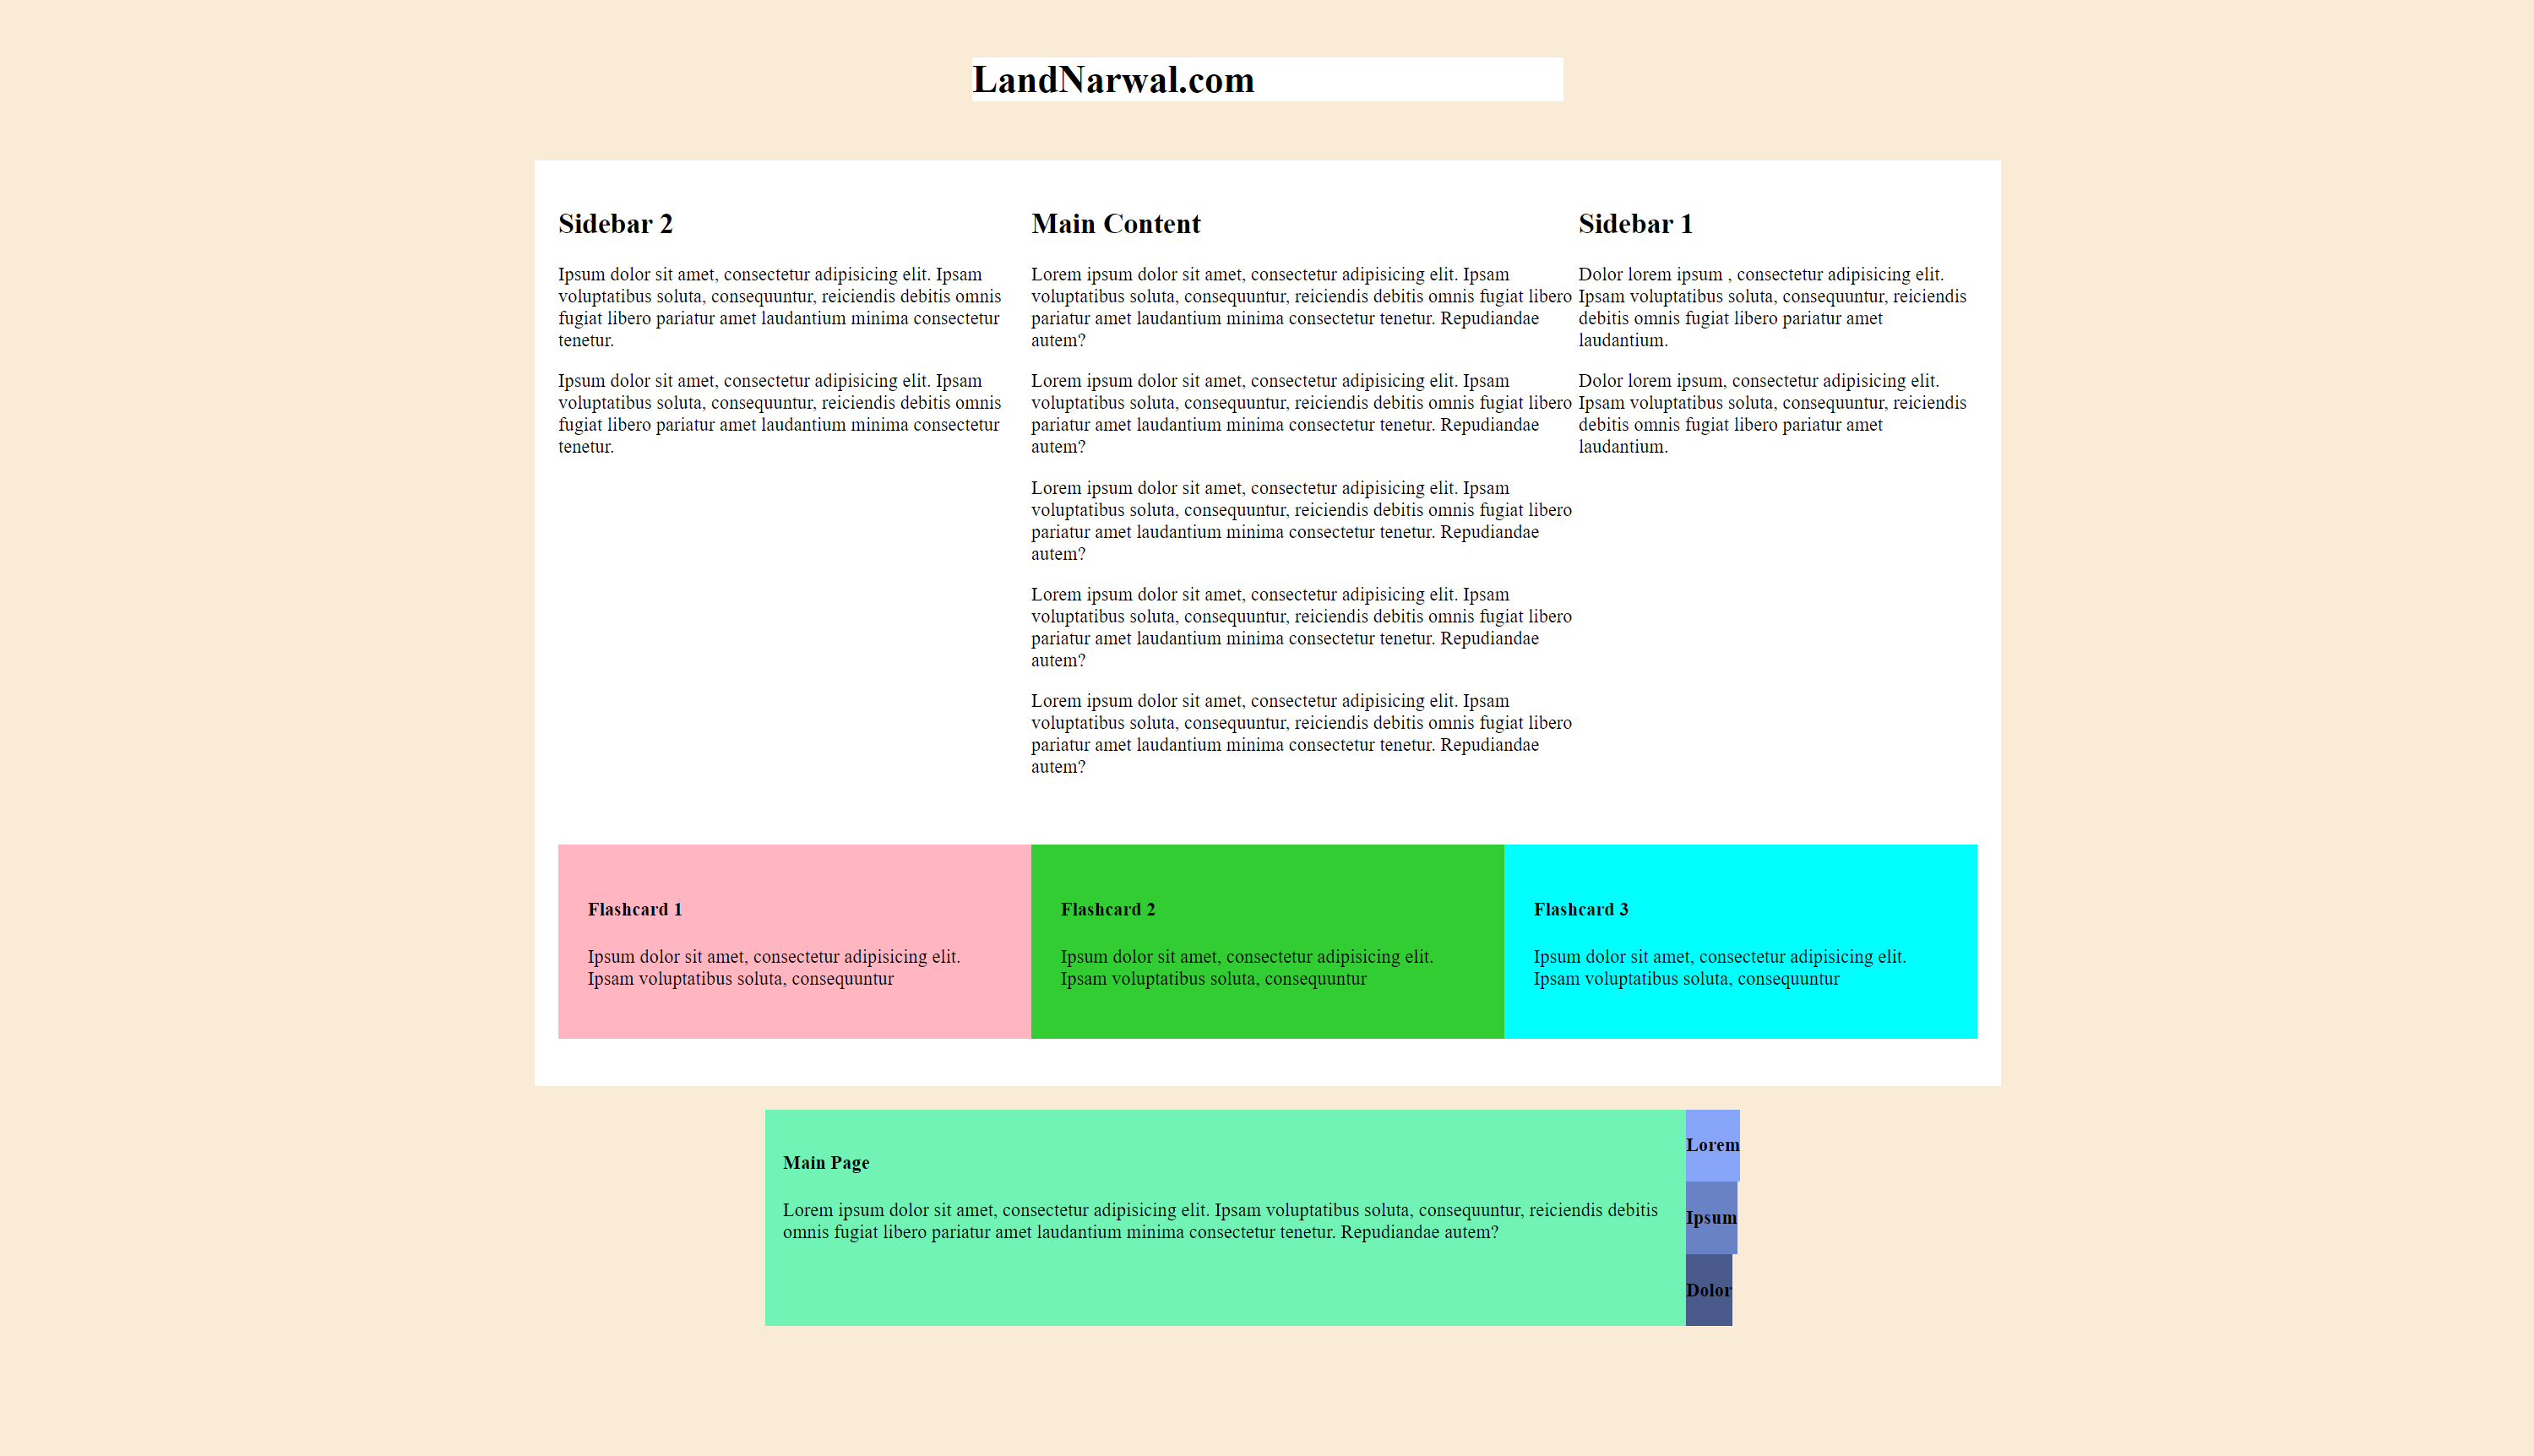 LandNarwal.com
Sidebar 2
Ipsum dolor sit amet, consectetur adipisicing elit. Ipsam
voluptatibus soluta, consequuntur, reiciendis debitis omnis
fugiat libero pariatur amet laudantium minima consectetur
tenetur.
Ipsum dolor sit amet, consectetur adipisicing elit. Ipsam
voluptatibus soluta, consequuntur, reiciendis debitis omnis
fugiat libero pariatur amet laudantium minima consectetur
tenetur.
Main Content
Lorem ipsum dolor sit amet, consectetur adipisicing elit. Ipsam
voluptatibus soluta, consequuntur, reiciendis debitis omnis fugiat libero
pariatur amet laudantium minima consectetur tenetur. Repudiandae
autem?
Lorem ipsum dolor sit amet, consectetur adipisicing elit. Ipsam
voluptatibus soluta, consequuntur, reiciendis debitis omnis fugiat libero
pariatur amet laudantium minima consectetur tenetur. Repudiandae
autem?
Lorem ipsum dolor sit amet, consectetur adipisicing elit. Ipsam
voluptatibus soluta, consequuntur, reiciendis debitis omnis fugiat libero
pariatur amet laudantium minima consectetur tenetur. Repudiandae
autem?
Lorem ipsum dolor sit amet, consectetur adipisicing elit. Ipsam
voluptatibus soluta, consequuntur, reiciendis debitis omnis fugiat libero
pariatur amet laudantium minima consectetur tenetur. Repudiandae
autem?
Lorem ipsum dolor sit amet, consectetur adipisicing elit. Ipsam
voluptatibus soluta, consequuntur, reiciendis debitis omnis fugiat libero
pariatur amet laudantium minima consectetur tenetur. Repudiandae
autem?
Sidebar 1
Dolor lorem ipsum , consectetur adipisicing elit.
Ipsam voluptatibus soluta, consequuntur, reiciendis
debitis omnis fugiat libero pariatur amet
laudantium.
Dolor lorem ipsum, consectetur adipisicing elit.
Ipsam voluptatibus soluta, consequuntur, reiciendis
debitis omnis fugiat libero pariatur amet
laudantium.
Flashcard 1
Ipsum dolor sit amet, consectetur adipisicing elit.
Ipsam voluptatibus soluta, consequuntur
Flashcard 2
Ipsum dolor sit amet, consectetur adipisicing elit.
Ipsam voluptatibus soluta, consequuntur
Flashcard 3
Ipsum dolor sit amet, consectetur adipisicing elit.
Ipsam voluptatibus soluta, consequuntur
Main Page
Lorem ipsum dolor sit amet, consectetur adipisicing elit. Ipsam voluptatibus soluta, consequuntur, reiciendis debitis
omnis fugiat libero pariatur amet laudantium minima consectetur tenetur. Repudiandae autem?
Lorem
Ipsum
Dolor